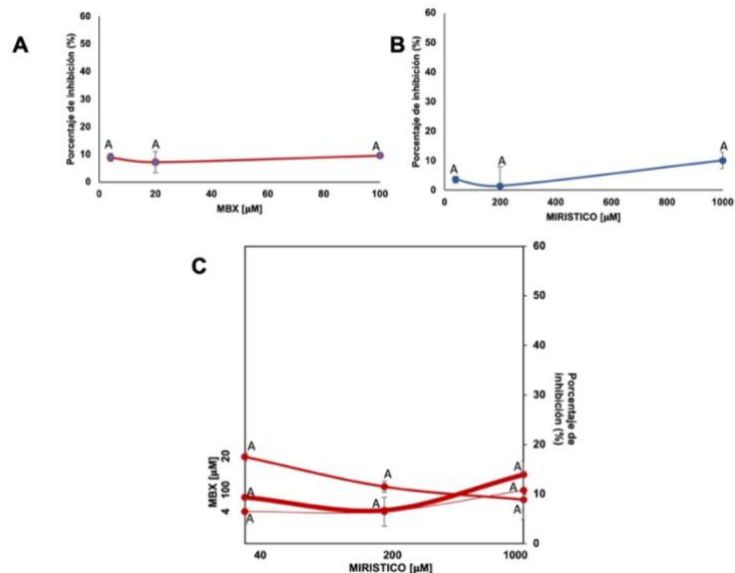 A
Porcentaje de inhibición (%)
60
50
40
30
20
10
0
A
A
A
0
20
40
60
80
100
MBX [µM]
B
Porcentaje de inhibición (%)
60
50
40
30
20
10
0
A
A
A
0
200
400
600
800
1000
MIRISTICO [µM]
C
MBX [µM]
20
100
4
A
A
A
A
A
A
A
A
60
50
40
30
20
10
0
Porcentaje de
inhibición (%)
40
200
1000
MIRISTICO [µM]